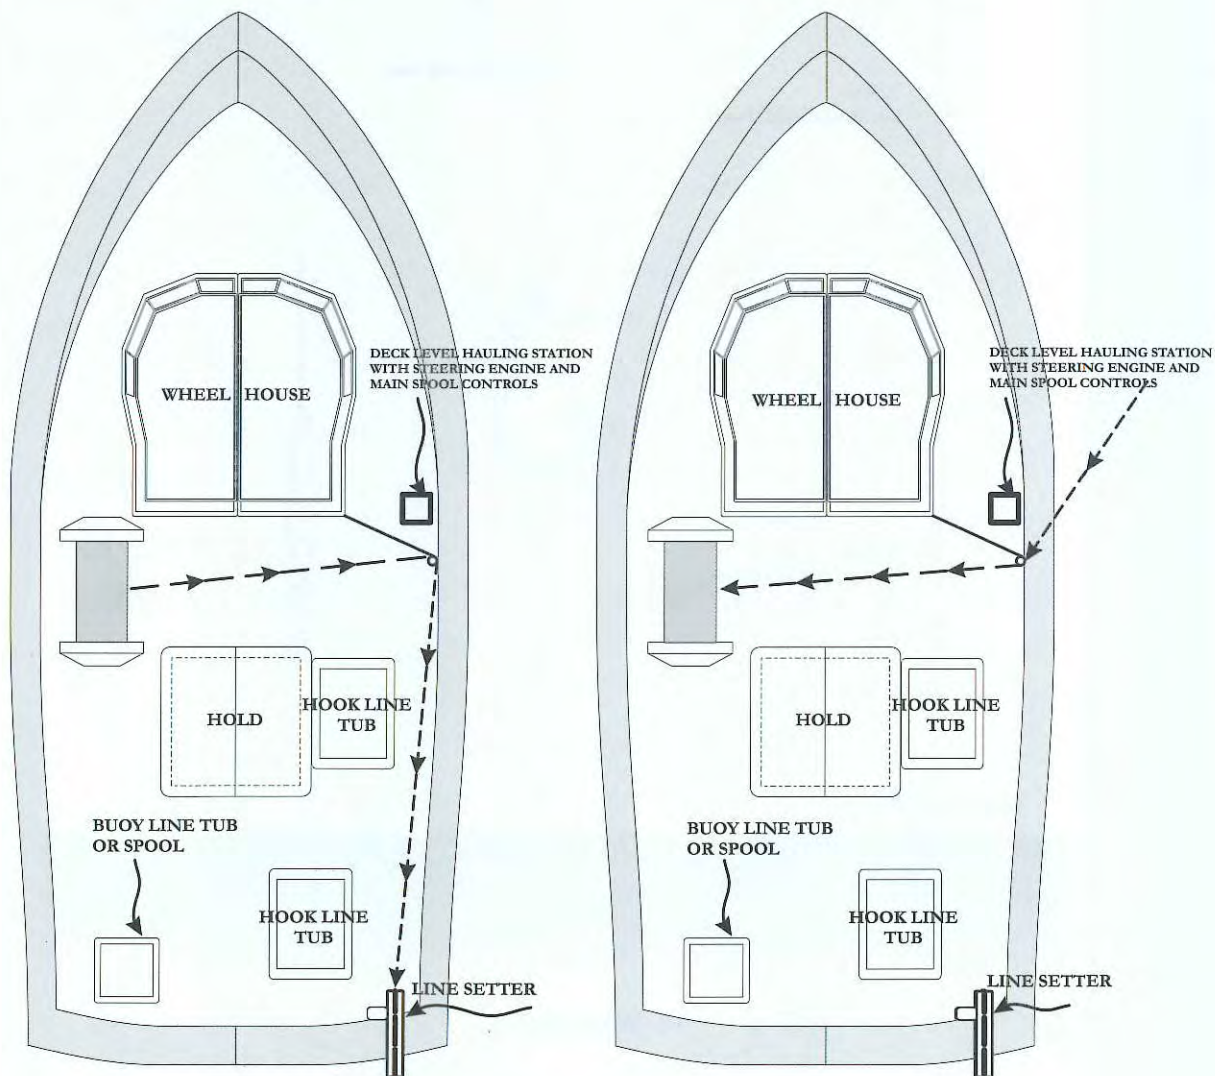 DECK LEVEL HAULING STATION
WITH STEERING ENGINE AND
MAIN SPOOL CONTROLS
WHEEL HOUSE
HOLD
HOOK LINE
TUB
BUOY LINE TUB
OR SPOOL
HOOK LINE
TUB
LINE SETTER
DECK LEVEL HAULING STATION
WITH STEERING ENGINE AND
MAIN SPOOL CONTROLS
WHEEL HOUSE
HOLD
HOOK LINE
TUB
BUOY LINE TUB
OR SPOOL
HOOK LINE
TUB
LINE SETTER